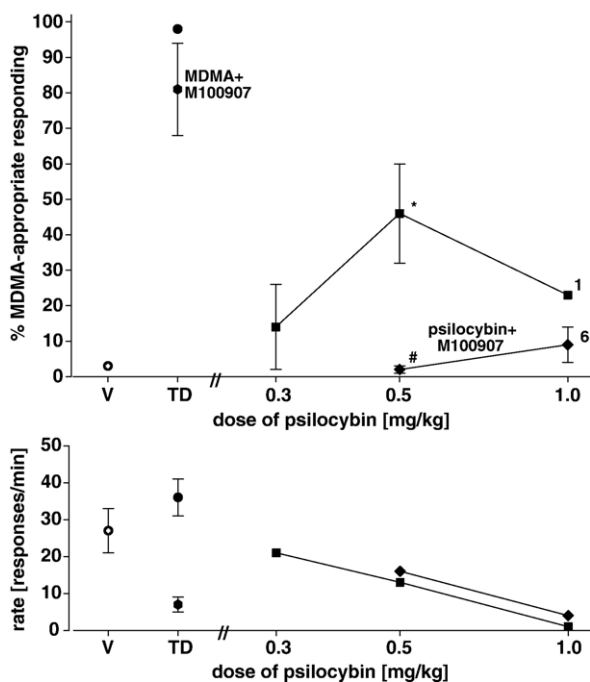 100
90
MDMA+
M100907
80
70
60
50
*
40
30
1
20
psilocybin+
M100907
6
10
#
0
V TD // 0.3 0.5 1.0
dose of psilocybin [mg/kg]
% MDMA-appropriate responding
50
40
30
20
10
0
V TD // 0.3 0.5 1.0
dose of psilocybin [mg/kg]
rate [responses/min]